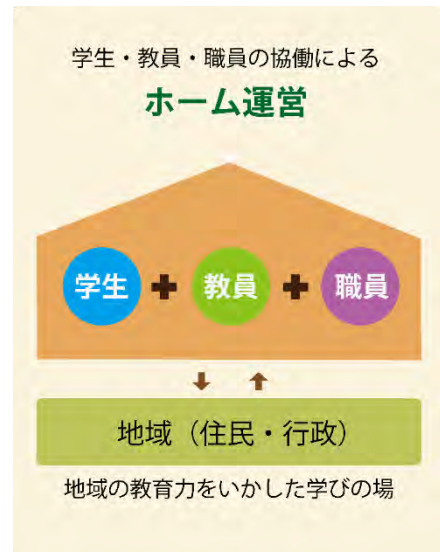 学生・教員・職員の協働による
ホーム運営
学生 + 教員 + 職員
地域（住民・行政）
地域の教育力をいかした学びの場